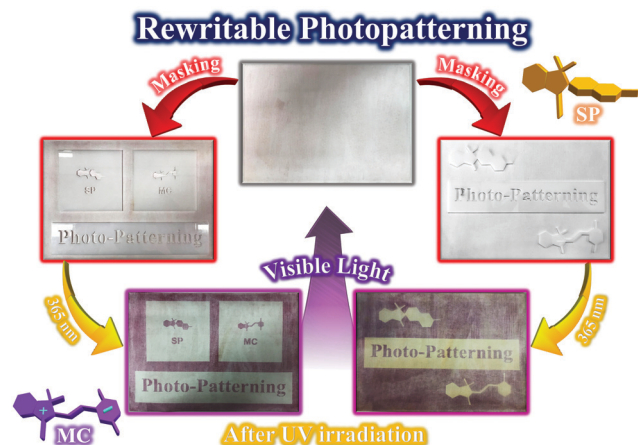 Rewritable Photopatterning
Masking
Masking
SP
SP
MC
Photo-Patterning
Photo-Patterning
Visible Light
365 nm
365 nm
SP
MC
Photo-Patterning
Photo-Patterning
MC
+
-
After UV irradiation